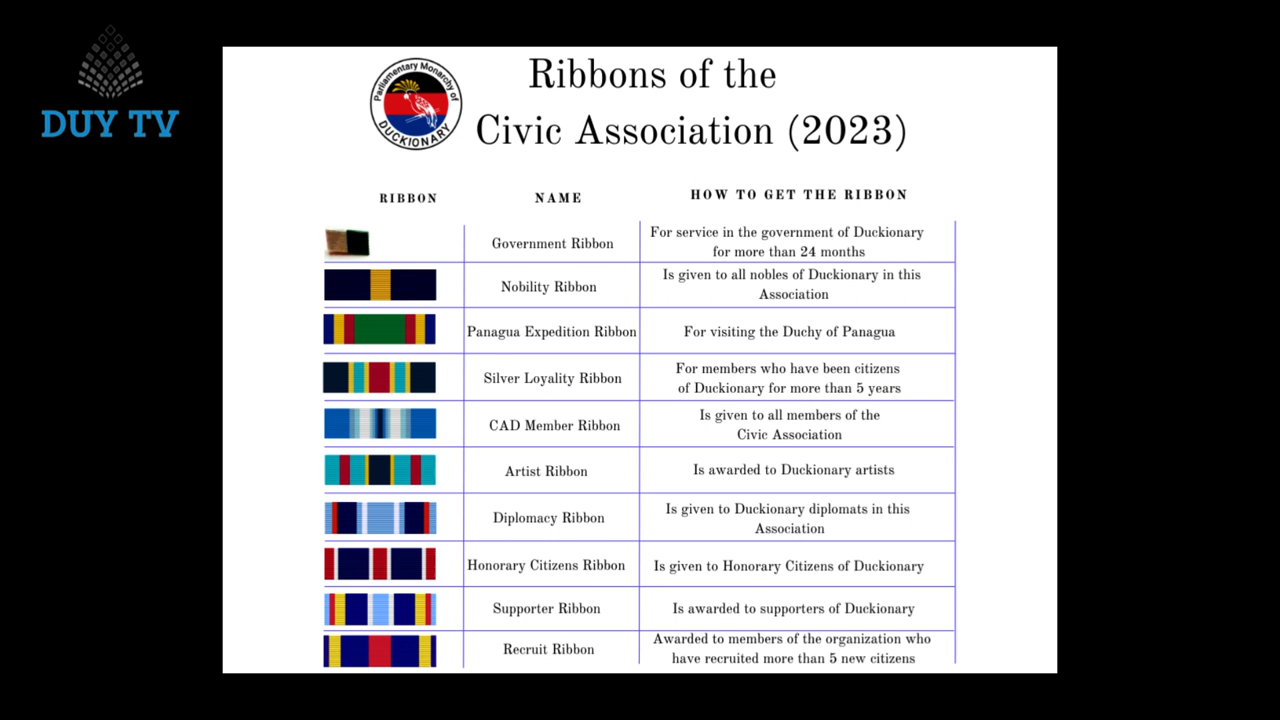 DUY TV
Parliamentary Monarchy of
DUCKIONARY
Ribbons of the
Civic Association (2023)
RIBBON
NAME
HOW TO GET THE RIBBON
Government Ribbon
For service in the government of Duckionary
for more than 24 months
Nobility Ribbon
Is given to all nobles of Duckionary in this
Association
Panagua Expedition Ribbon
For visiting the Duchy of Panagua
Silver Loyality Ribbon
For members who have been citizens
of Duckionary for more than 5 years
CAD Member Ribbon
Is given to all members of the
Civic Association
Artist Ribbon
Is awarded to Duckionary artists
Diplomacy Ribbon
Is given to Duckionary diplomats in this
Association
Honorary Citizens Ribbon
Is given to Honorary Citizens of Duckionary
Supporter Ribbon
Is awarded to supporters of Duckionary
Recruit Ribbon
Awarded to members of the organization who
have recruited more than 5 new citizens